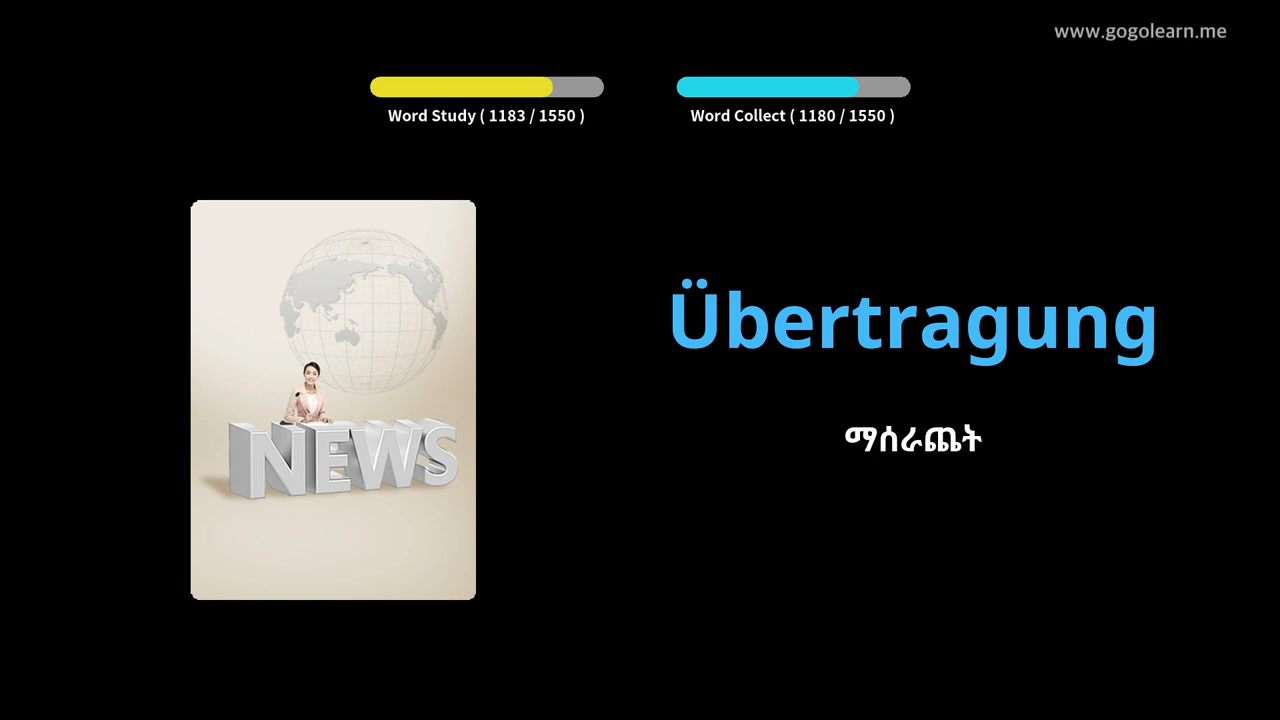 www.gogolearn.me
Word Study ( 1183 / 1550 )
Word Collect ( 1180 / 1550 )
NEWS
Übertragung
ማሰራጨት